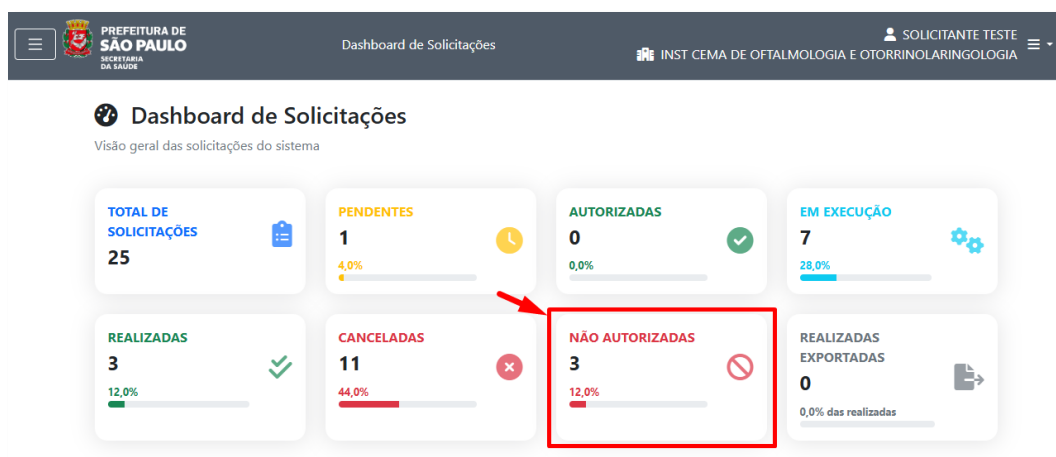 PREFEITURA DE
SÃO PAULO
SECRETARIA
DA SAÚDE
Dashboard de Solicitações
SOLICITANTE TESTE
INST CEMA DE OFTALMOLOGIA E OTORRINOLARINGOLOGIA
Dashboard de Solicitações
Visão geral das solicitações do sistema
TOTAL DE
SOLICITAÇÕES
25
PENDENTES
1
4,0%
AUTORIZADAS
0
0,0%
EM EXECUÇÃO
7
28,0%
REALIZADAS
3
12,0%
CANCELADAS
11
44,0%
NÃO AUTORIZADAS
3
12,0%
REALIZADAS
EXPORTADAS
0
0,0% das realizadas